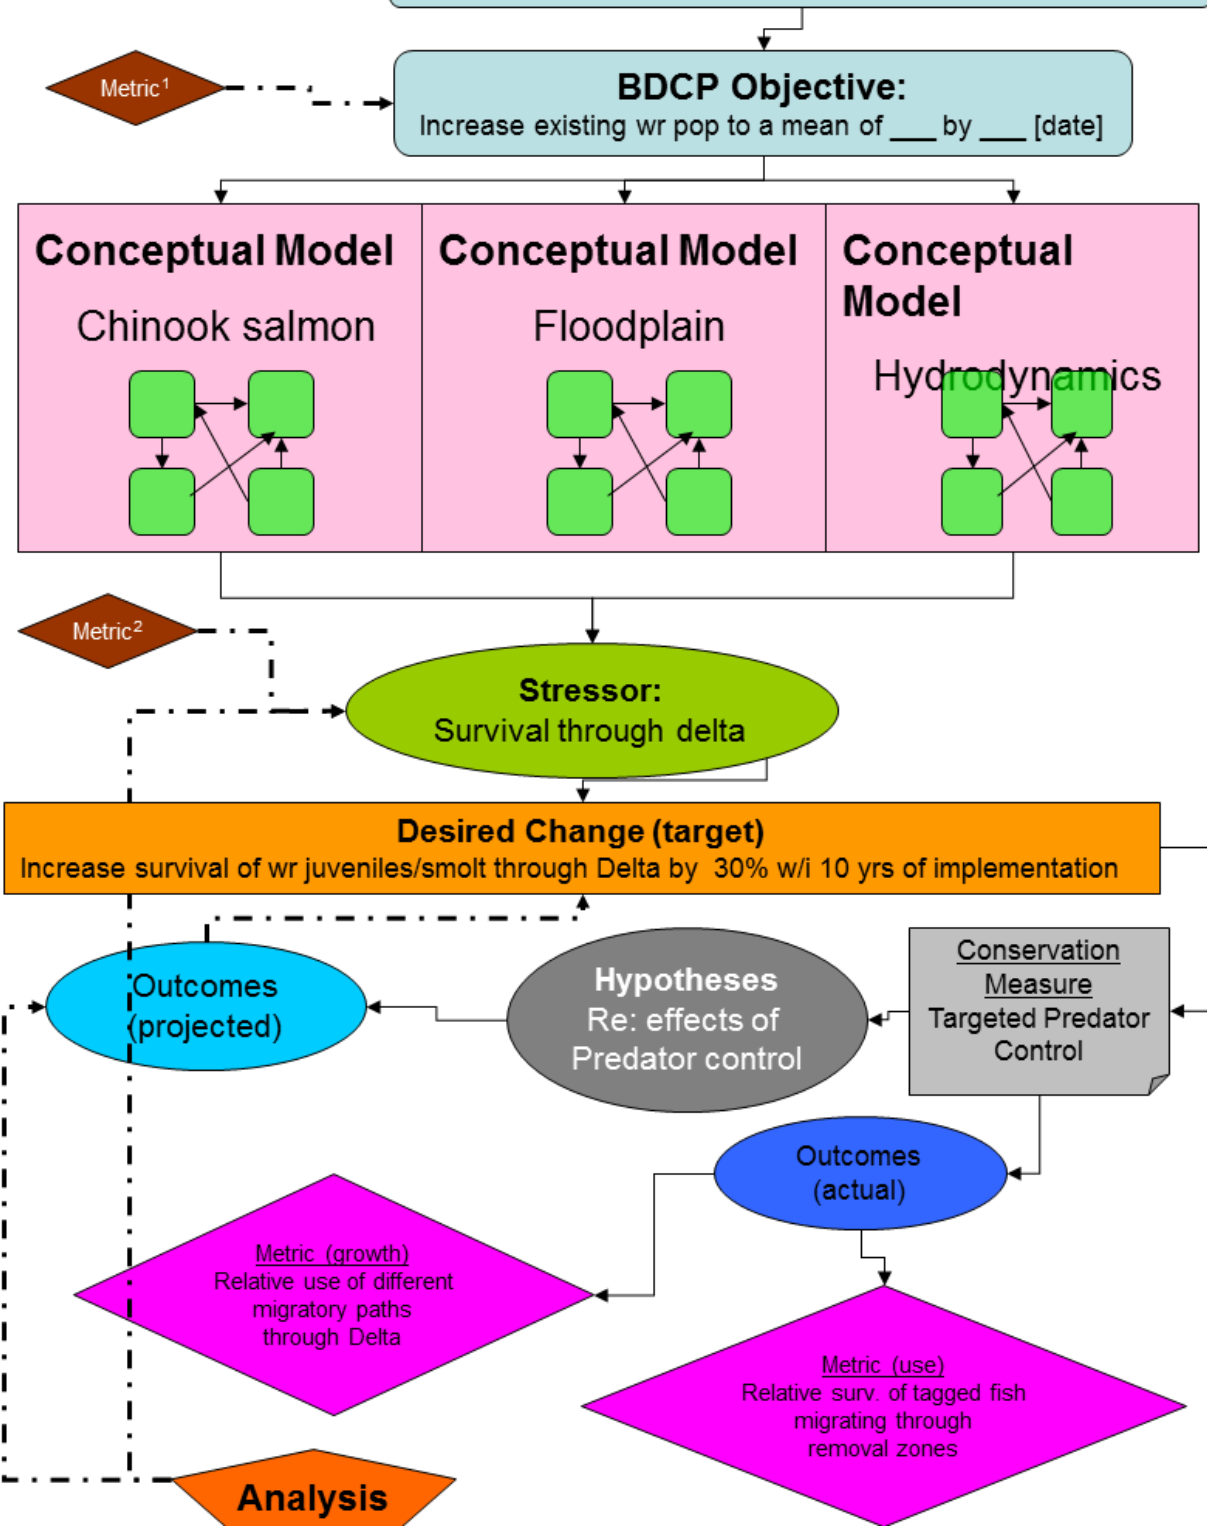 Metric1
BDCP Objective:
Increase existing wr pop to a mean of ___ by ___ [date]
Conceptual Model
Chinook salmon
Conceptual Model
Floodplain
Conceptual
Model
Hydrodynamics
Metric2
Stressor:
Survival through delta
Desired Change (target)
Increase survival of wr juveniles/smolt through Delta by  30% w/i 10 yrs of implementation
Outcomes
(projected)
Hypotheses
Re: effects of
Predator control
Conservation
Measure
Targeted Predator
Control
Outcomes
(actual)
Metric (growth)
Relative use of different
migratory paths
through Delta
Metric (use)
Relative surv. of tagged fish
migrating through
removal zones
Analysis